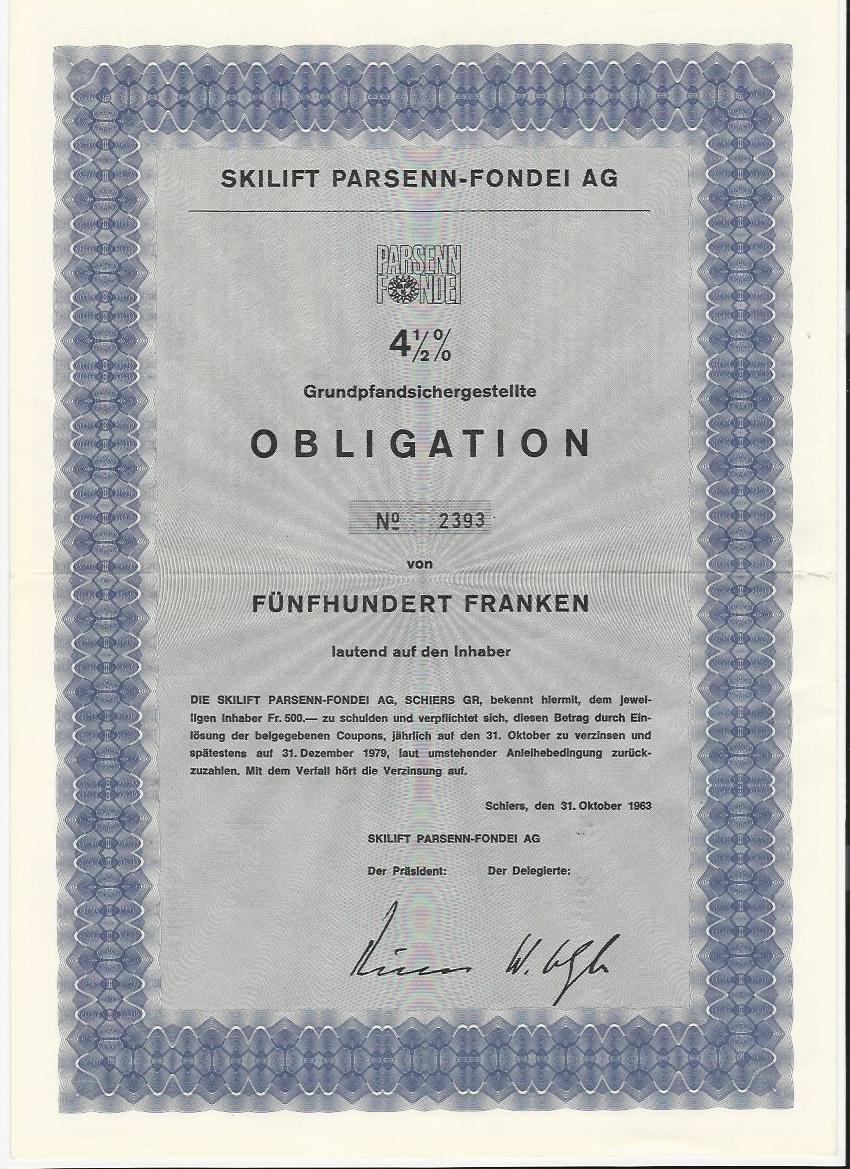 SKILIFT PARSENN-FONDEI AG
PARSENN
FONDEI
4½%
Grundpfandsichergestellte
OBLIGATION
Nº 2393
von
FÜNFHUNDERT FRANKEN
lautend auf den Inhaber
DIE SKILIFT PARSENN-FONDEI AG, SCHIERS GR, bekennt hiermit, dem jewei-
ligen Inhaber Fr. 500.— zu schulden und verpflichtet sich, diesen Betrag durch Ein-
lösung der beigegebenen Coupons, jährlich auf den 31. Oktober zu verzinsen und
spätestens auf 31. Dezember 1979, laut umstehender Anleihebedingung zurück-
zuzahlen. Mit dem Verfall hört die Verzinsung auf.
Schiers, den 31. Oktober 1963
SKILIFT PARSENN-FONDEI AG
Der Präsident: Der Delegierte:
W.